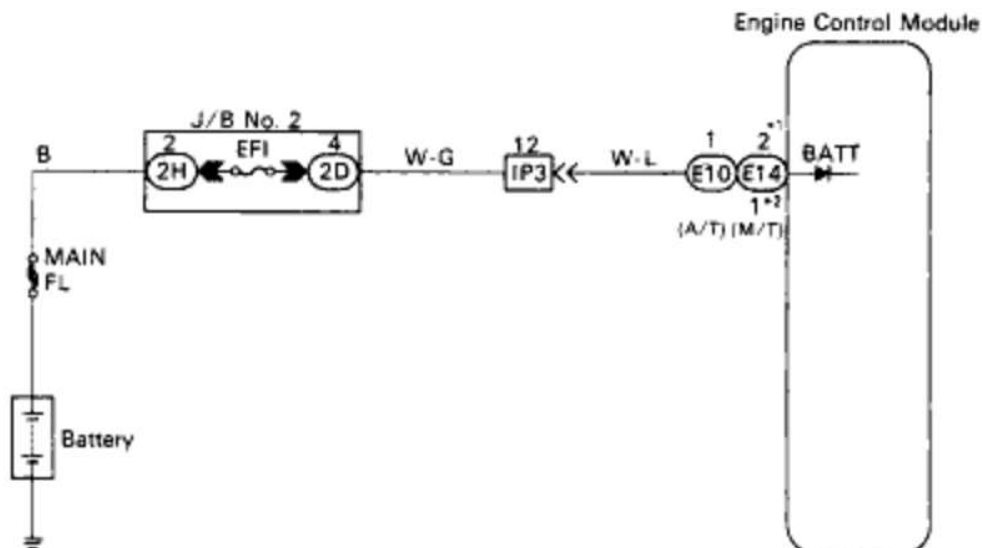 Engine Control Module
J/B No. 2
2 EFI 4
B 2H 2D W-G 12 IP3 W-L 1 E10 2*1 E14 BATT
1*2
(A/T) (M/T)
MAIN
FL
Battery